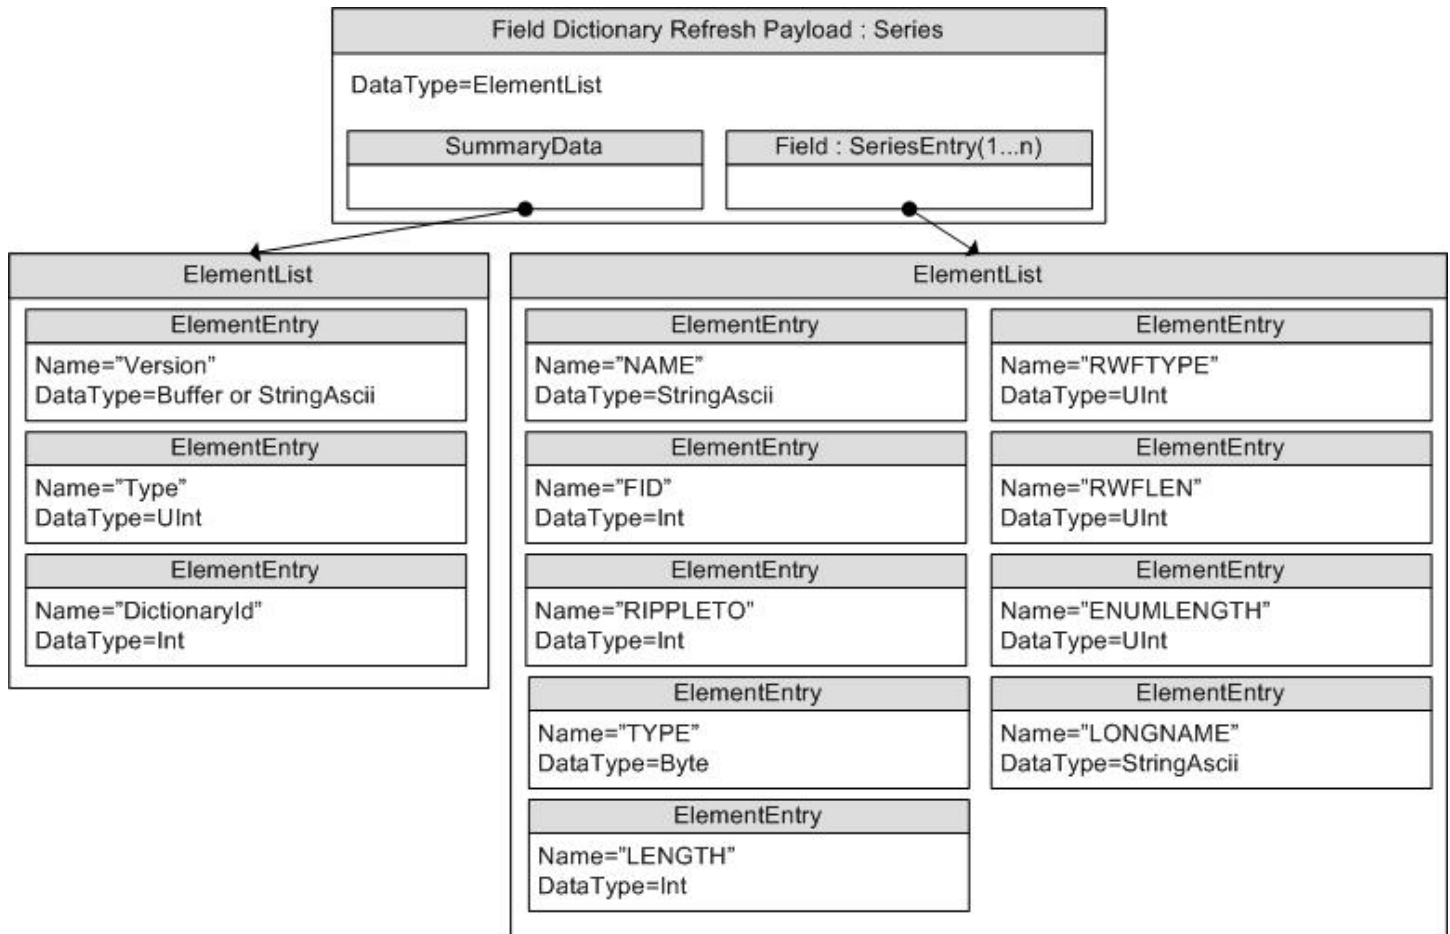 Field Dictionary Refresh Payload : Series
DataType=ElementList
SummaryData
Field : SeriesEntry(1...n)
ElementList
ElementEntry
Name=”Version”
DataType=Buffer or StringAscii
ElementEntry
Name=”Type”
DataType=UInt
ElementEntry
Name=”DictionaryId”
DataType=Int
ElementList
ElementEntry
Name=”NAME”
DataType=StringAscii
ElementEntry
Name=”FID”
DataType=Int
ElementEntry
Name=”RIPPLETO”
DataType=Int
ElementEntry
Name=”TYPE”
DataType=Byte
ElementEntry
Name=”LENGTH”
DataType=Int
ElementEntry
Name=”RWFTYPE”
DataType=UInt
ElementEntry
Name=”RWFLEN”
DataType=UInt
ElementEntry
Name=”ENUMLENGTH”
DataType=UInt
ElementEntry
Name=”LONGNAME”
DataType=StringAscii